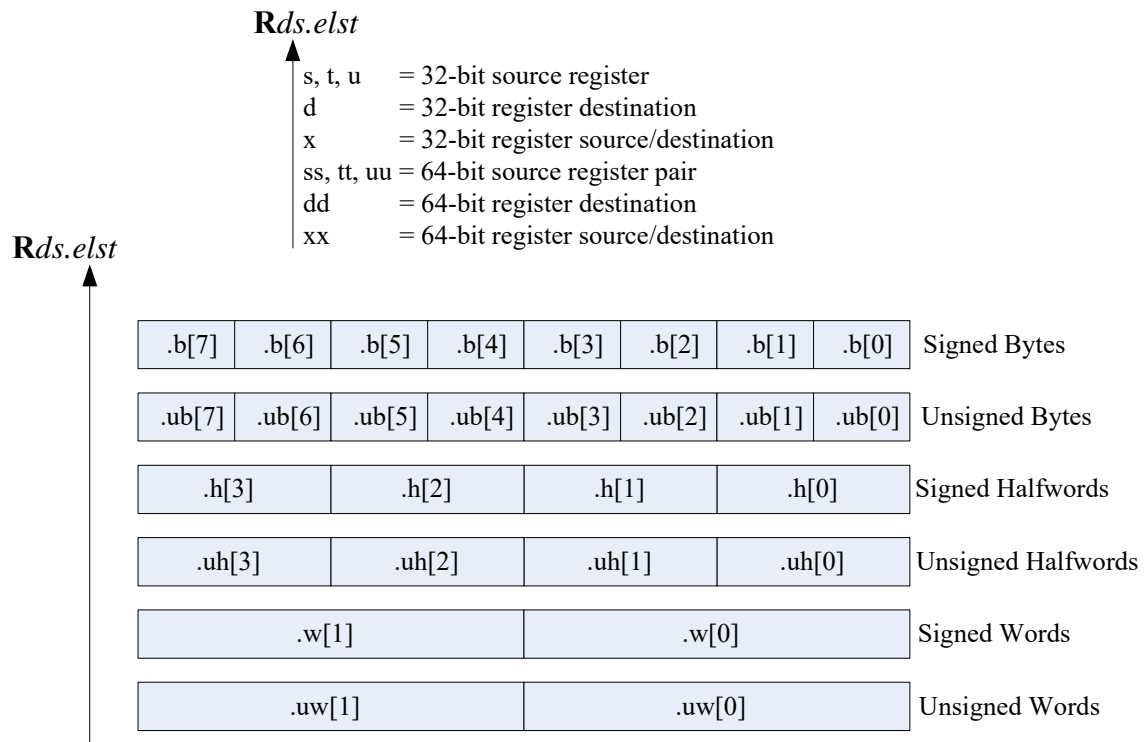 Rds.elst
s, t, u = 32-bit source register
d = 32-bit register destination
x = 32-bit register source/destination
ss, tt, uu = 64-bit source register pair
dd = 64-bit register destination
xx = 64-bit register source/destination
Rds.elst
.b[7] .b[6] .b[5] .b[4] .b[3] .b[2] .b[1] .b[0] Signed Bytes
.ub[7] .ub[6] .ub[5] .ub[4] .ub[3] .ub[2] .ub[1] .ub[0] Unsigned Bytes
.h[3] .h[2] .h[1] .h[0] Signed Halfwords
.uh[3] .uh[2] .uh[1] .uh[0] Unsigned Halfwords
.w[1] .w[0] Signed Words
.uw[1] .uw[0] Unsigned Words